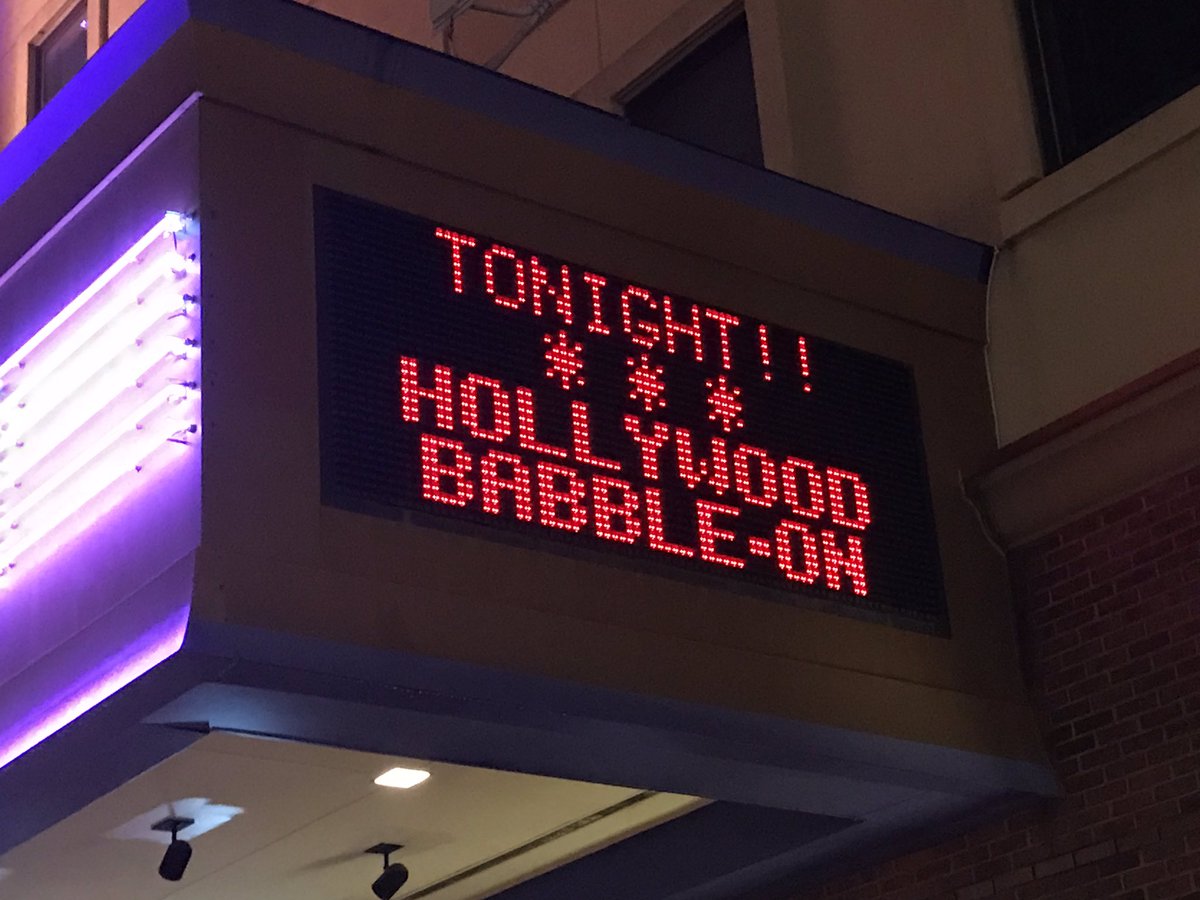 TONIGHT!!
* * *
HOLLYWOOD
BABBLE-ON